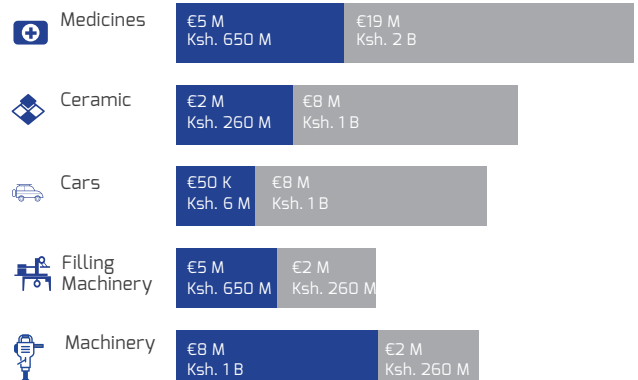 Medicines
€5 M €19 M
Ksh. 650 M Ksh. 2 B
Ceramic
€2 M €8 M
Ksh. 260 M Ksh. 1 B
Cars
€50 K €8 M
Ksh. 6 M Ksh. 1 B
Filling
Machinery
€5 M €2 M
Ksh. 650 M Ksh. 260 M
Machinery
€8 M €2 M
Ksh. 1 B Ksh. 260 M